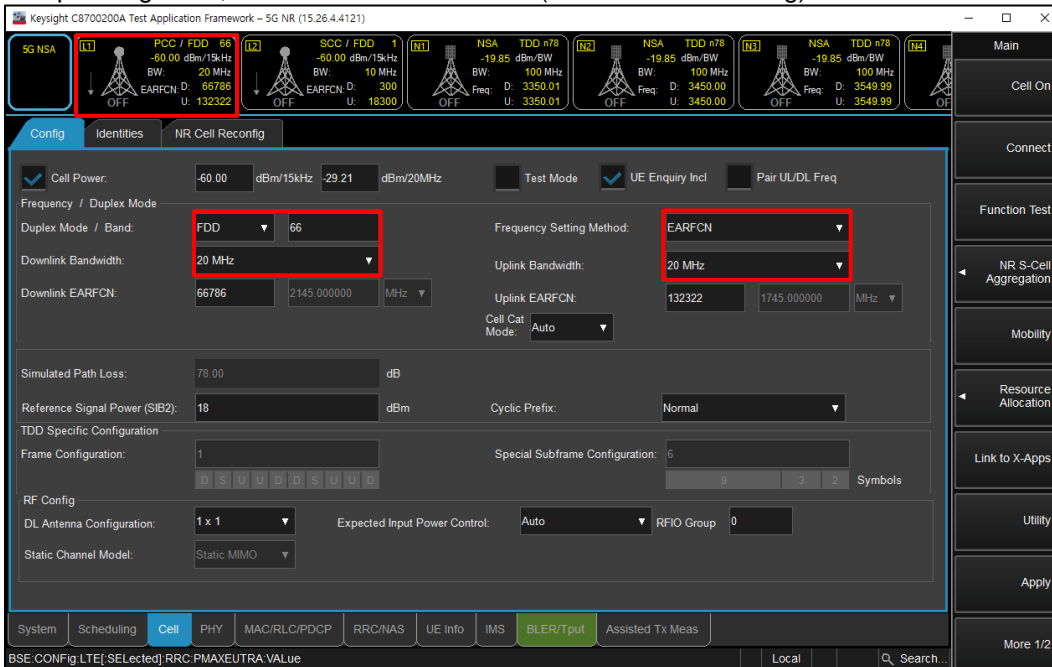 Keysight C8700200A Test Application Framework – 5G NR (15.26.4.4121)
5G NSA
L1 PCC / FDD 66
-60.00 dBm/15kHz
BW: 20 MHz
EARFCN: D: 66786
U: 132322
OFF
L2 SCC / FDD 1
-60.00 dBm/15kHz
BW: 10 MHz
EARFCN: D: 300
U: 18300
OFF
N1 NSA TDD n78
-19.85 dBm/BW
BW: 100 MHz
Freq: D: 3350.01
U: 3350.01
OFF
N2 NSA TDD n78
-19.85 dBm/BW
BW: 100 MHz
Freq: D: 3450.00
U: 3450.00
OFF
N3 NSA TDD n78
-19.85 dBm/BW
BW: 100 MHz
Freq: D: 3549.99
U: 3549.99
OFF
N4
Main
Cell On
Connect
Function Test
NR S-Cell
Aggregation
Mobility
Resource
Allocation
Link to X-Apps
Utility
Apply
More 1/2
Config Identities NR Cell Reconfig
Cell Power: -60.00 dBm/15kHz -29.21 dBm/20MHz Test Mode UE Enquiry Incl Pair UL/DL Freq
Frequency / Duplex Mode
Duplex Mode / Band: FDD 66 Frequency Setting Method: EARFCN
Downlink Bandwidth: 20 MHz Uplink Bandwidth: 20 MHz
Downlink EARFCN: 66786 2145.000000 MHz Uplink EARFCN: 132322 1745.000000 MHz
Cell Cat
Mode: Auto
Simulated Path Loss: 78.00 dB
Reference Signal Power (SIB2): 18 dBm Cyclic Prefix: Normal
TDD Specific Configuration
Frame Configuration: 1 Special Subframe Configuration: 6
D S U U D D S U U D 9 3 2 Symbols
RF Config
DL Antenna Configuration: 1 x 1 Expected Input Power Control: Auto RFIO Group 0
Static Channel Model: Static MIMO
System Scheduling Cell PHY MAC/RLC/PDCP RRC/NAS UE Info IMS BLER/Tput Assisted Tx Meas
BSE:CONFig:LTE[:SELected]:RRC:PMAXEUTRA:VALue Local Search...